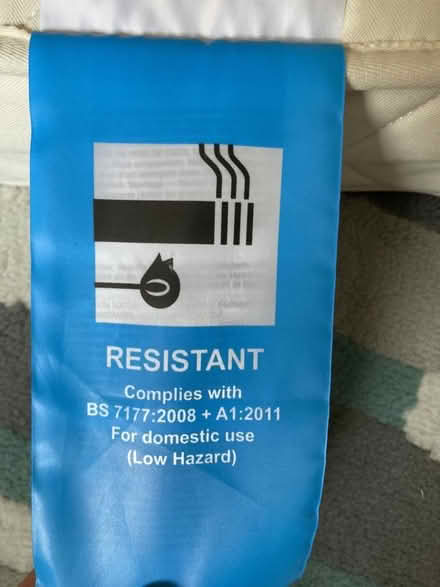 RESISTANT
Complies with
BS 7177:2008 + A1:2011
For domestic use
(Low Hazard)